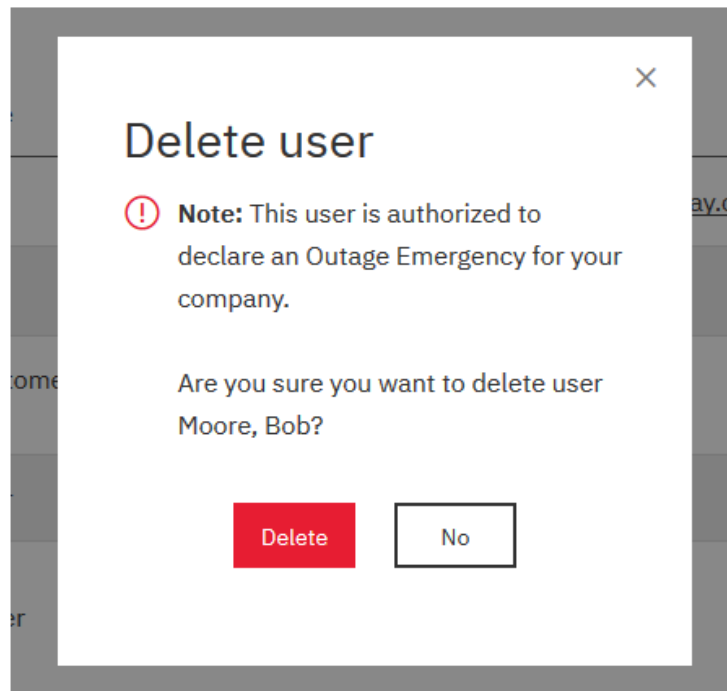 Delete user
Note: This user is authorized to
declare an Outage Emergency for your
company.
Are you sure you want to delete user
Moore, Bob?
Delete
No